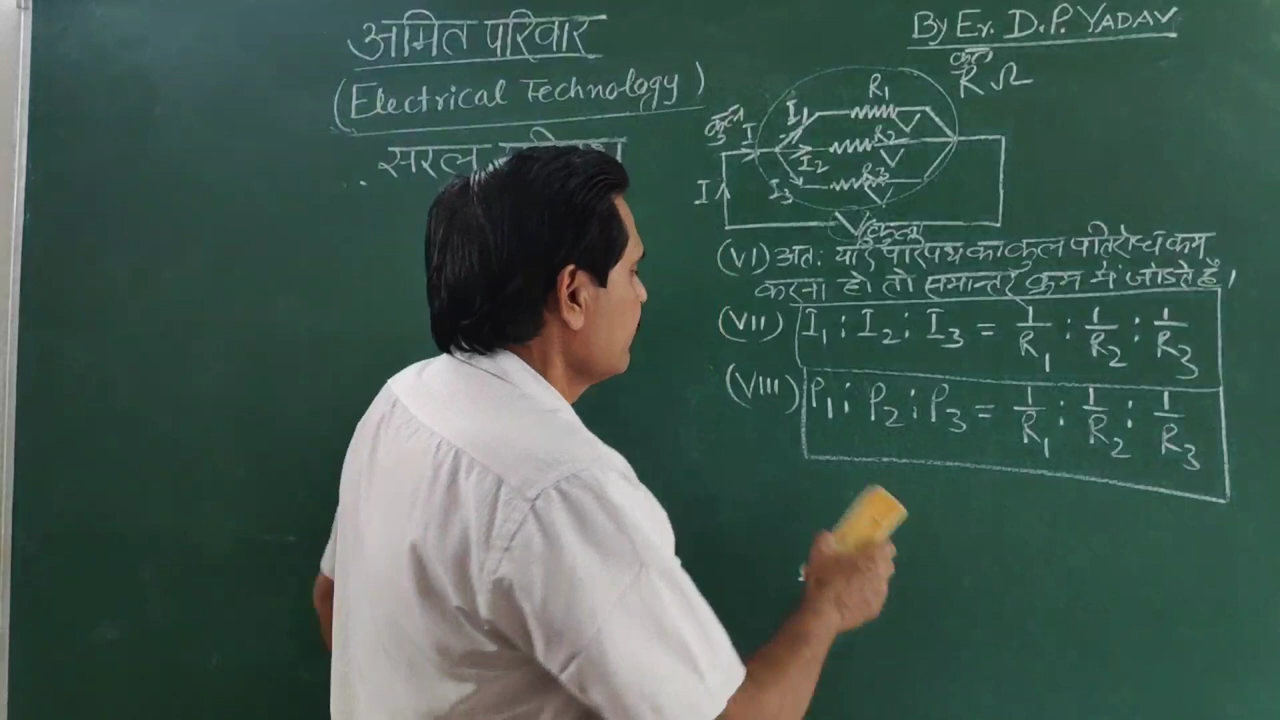 अमित परिवार
(Electrical Technology)
सरल
By Er. D.P. YADAV
कुल
R Ω
कुल
I
I₁
R₁
V
I₂
R₂
V
I₃
R₃
V
I
V कुल
(VI) अतः यदि परिपथ का कुल प्रतिरोध कम
करना हो तो समान्तर क्रम में जोड़ते हैं।
(VII) I₁ : I₂ : I₃ = 1/R₁ : 1/R₂ : 1/R₃
(VIII) P₁ : P₂ : P₃ = 1/R₁ : 1/R₂ : 1/R₃